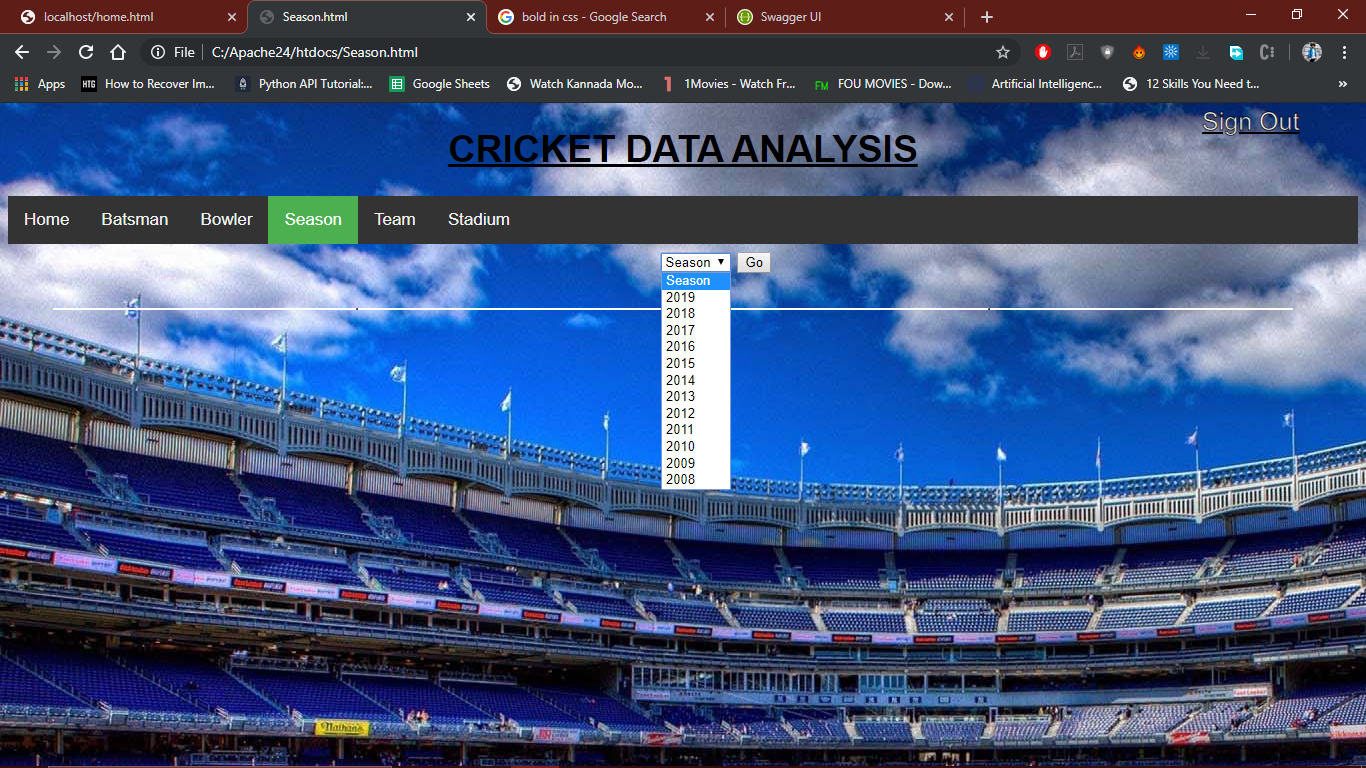 localhost/home.html
Season.html
bold in css - Google Search
Swagger UI
File
C:/Apache24/htdocs/Season.html
Apps
HTG
How to Recover Im...
Python API Tutorial:...
Google Sheets
Watch Kannada Mo...
1Movies - Watch Fr...
FM
FOU MOVIES - Dow...
Artificial Intelligenc...
12 Skills You Need t...
»
Sign Out
CRICKET DATA ANALYSIS
Home Batsman Bowler Season Team Stadium
Season Go
Season
2019
2018
2017
2016
2015
2014
2013
2012
2011
2010
2009
2008
Nathan's